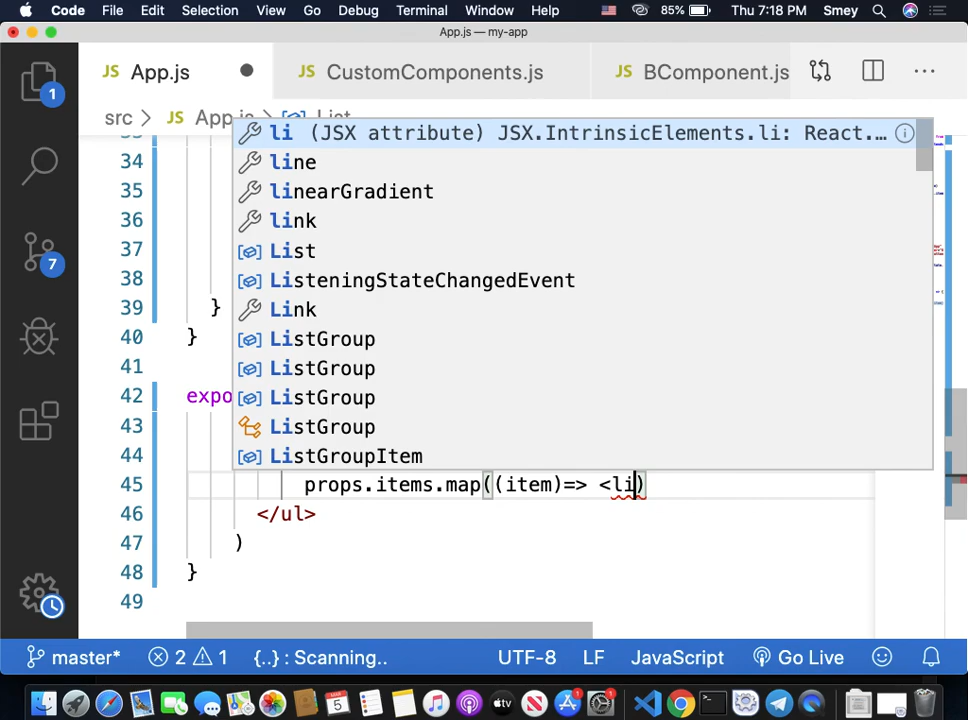 Code File Edit Selection View Go Debug Terminal Window Help 85% Thu 7:18 PM Smey
App.js — my-app
JS App.js JS CustomComponents.js JS BComponent.js
src > JS App.js > List
1
7
34
35
36
37
38
39 }
40 }
41
42 expo
43
44
45 props.items.map((item)=> <li)
46 </ul>
47 )
48 }
49
li (JSX attribute) JSX.IntrinsicElements.li: React.…
line
linearGradient
link
List
ListeningStateChangedEvent
Link
ListGroup
ListGroup
ListGroup
ListGroup
ListGroupItem
master* 2 1 {..} : Scanning.. UTF-8 LF JavaScript Go Live